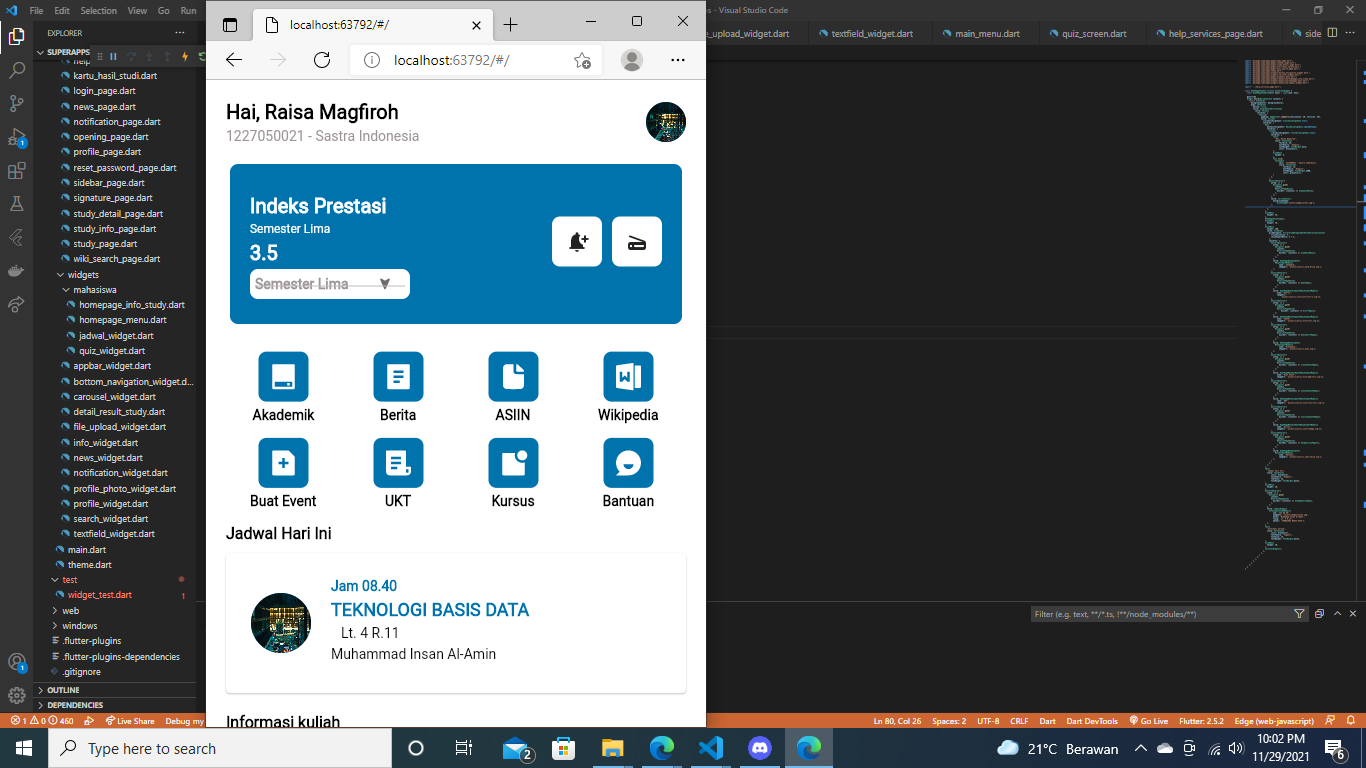 File Edit Selection View Go Run
s - Visual Studio Code
localhost:63792/#/
localhost:63792/#/
EXPLORER
SUPERAPPS
help
kartu_hasil_studi.dart
login_page.dart
news_page.dart
notification_page.dart
opening_page.dart
profile_page.dart
reset_password_page.dart
sidebar_page.dart
signature_page.dart
study_detail_page.dart
study_info_page.dart
study_page.dart
wiki_search_page.dart
widgets
mahasiswa
homepage_info_study.dart
homepage_menu.dart
jadwal_widget.dart
quiz_widget.dart
appbar_widget.dart
bottom_navigation_widget.d...
carousel_widget.dart
detail_result_study.dart
file_upload_widget.dart
info_widget.dart
news_widget.dart
notification_widget.dart
profile_photo_widget.dart
profile_widget.dart
search_widget.dart
textfield_widget.dart
main.dart
theme.dart
test
widget_test.dart 1
web
windows
.flutter-plugins
.flutter-plugins-dependencies
.gitignore
OUTLINE
DEPENDENCIES
Hai, Raisa Magfiroh
1227050021 - Sastra Indonesia
Indeks Prestasi
Semester Lima
3.5
Semester Lima
Akademik Berita ASIIN Wikipedia
Buat Event UKT Kursus Bantuan
Jadwal Hari Ini
Jam 08.40
TEKNOLOGI BASIS DATA
Lt. 4 R.11
Muhammad Insan Al-Amin
Informasi kuliah
e_upload_widget.dart textfield_widget.dart main_menu.dart quiz_screen.dart help_services_page.dart side
Filter (e.g. text, **/*.ts, !**/node_modules/**)
1 0 460 Live Share Debug my
Ln 80, Col 26 Spaces: 2 UTF-8 CRLF Dart Dart DevTools Go Live Flutter: 2.5.2 Edge (web-javascript)
Type here to search
2
21°C Berawan
10:02 PM
11/29/2021
6